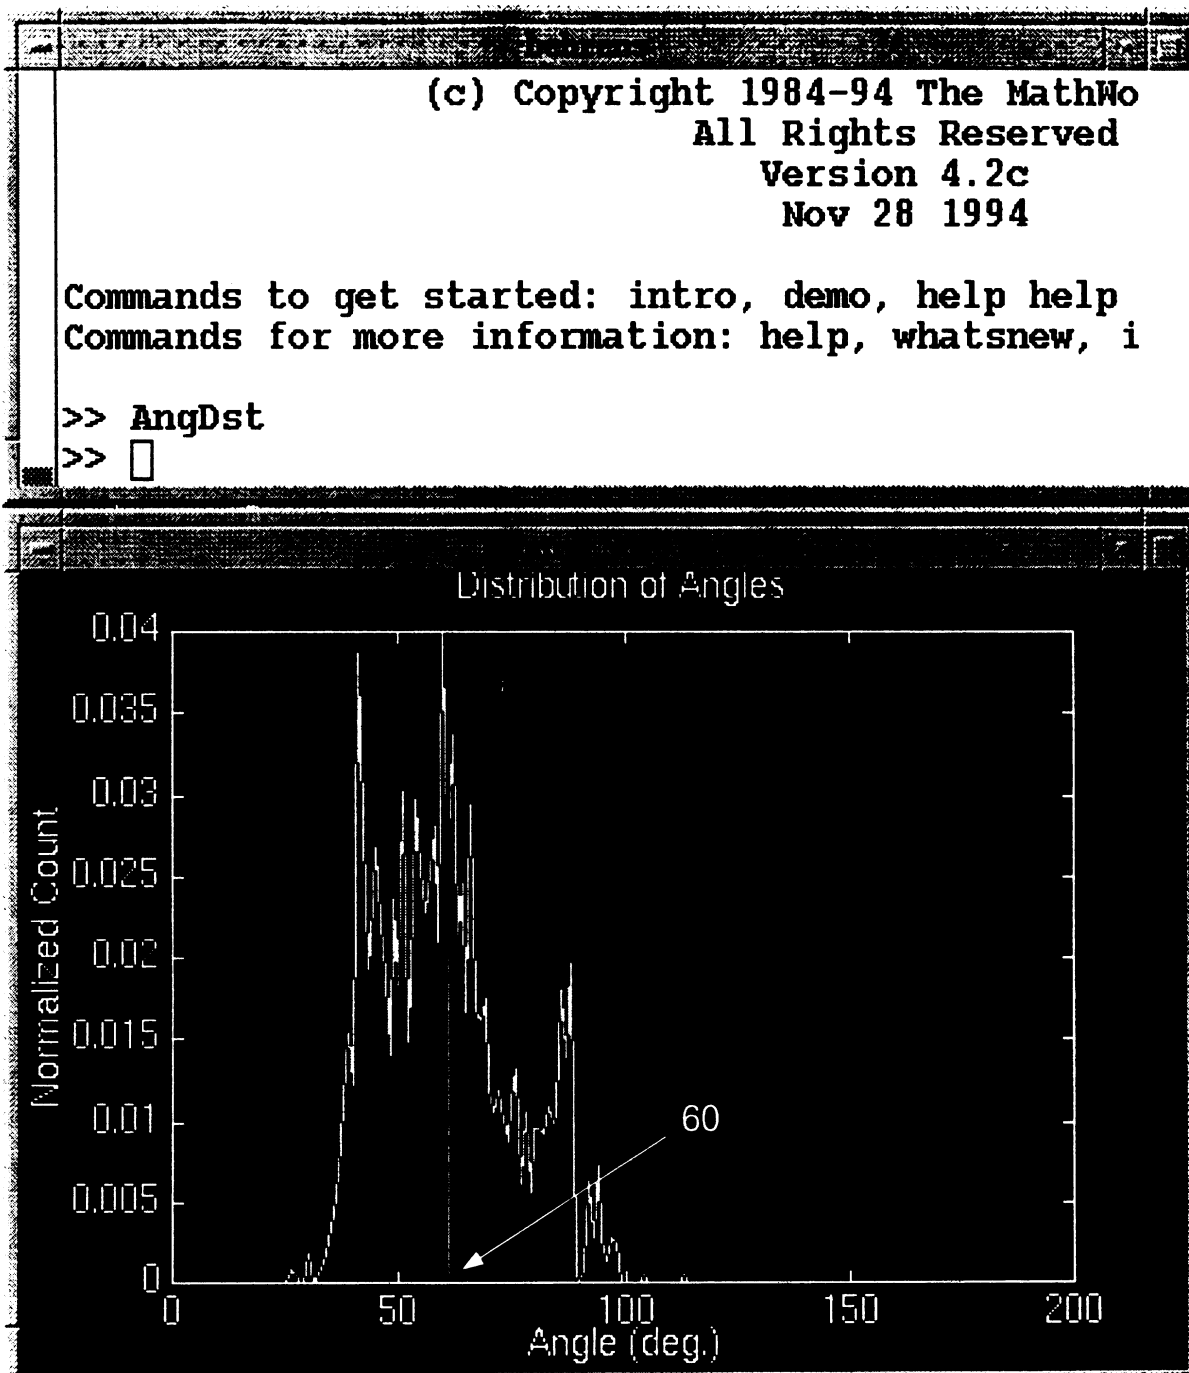 (c) Copyright 1984-94 The MathWo
All Rights Reserved
Version 4.2c
Nov 28 1994
Commands to get started: intro, demo, help help
Commands for more information: help, whatsnew, i
>> AngDst
>>
Distribution of Angles
0.04
0.035
0.03
0.025
0.02
0.015
0.01
0.005
0
Normalized Count
60
0 50 100 150 200
Angle (deg.)